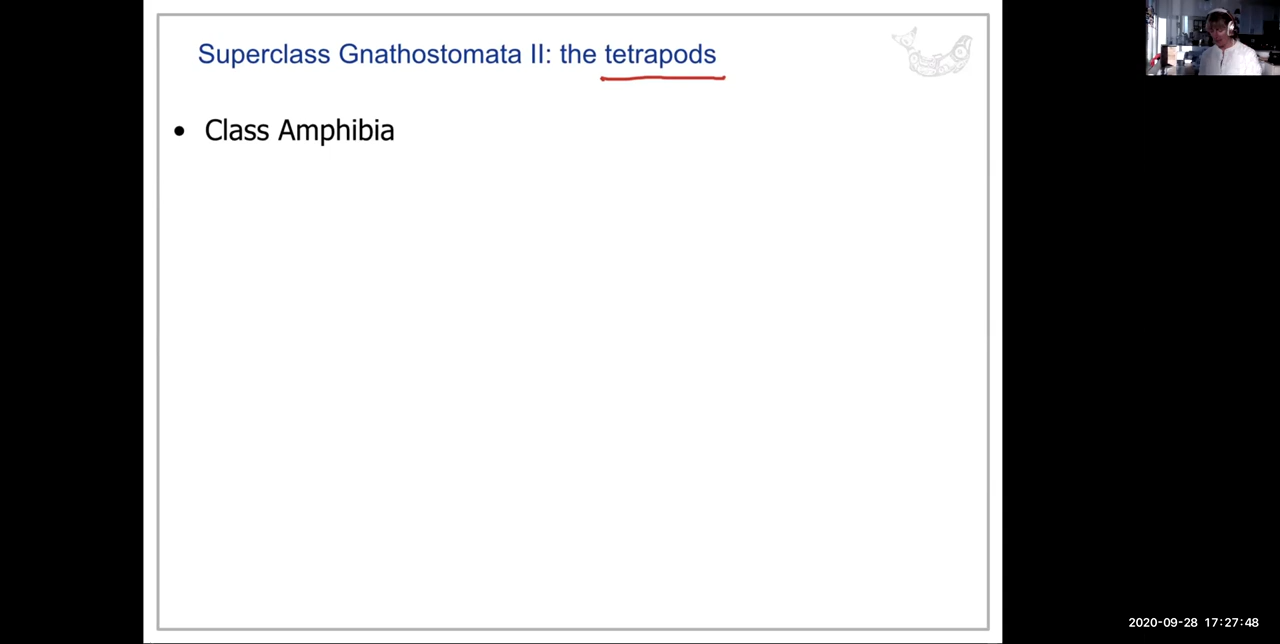 Superclass Gnathostomata II: the tetrapods
• Class Amphibia
2020-09-28 17:27:48